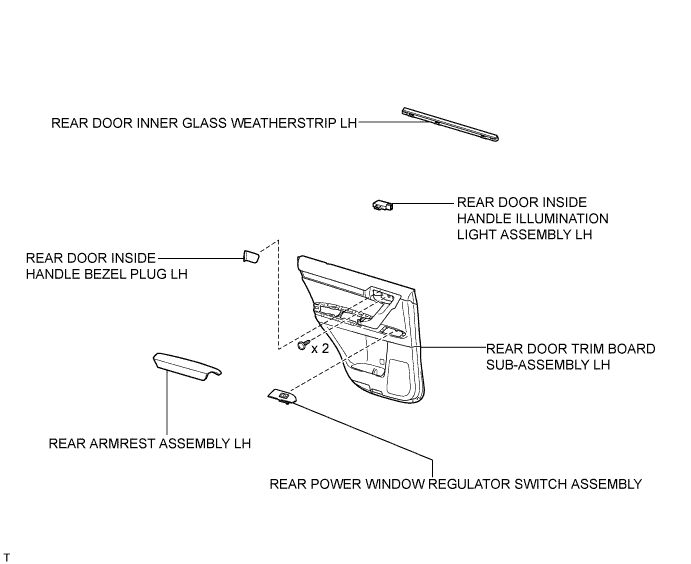 REAR DOOR INNER GLASS WEATHERSTRIP LH
REAR DOOR INSIDE
HANDLE ILLUMINATION
LIGHT ASSEMBLY LH
REAR DOOR INSIDE
HANDLE BEZEL PLUG LH
x 2
REAR DOOR TRIM BOARD
SUB-ASSEMBLY LH
REAR ARMREST ASSEMBLY LH
REAR POWER WINDOW REGULATOR SWITCH ASSEMBLY
T